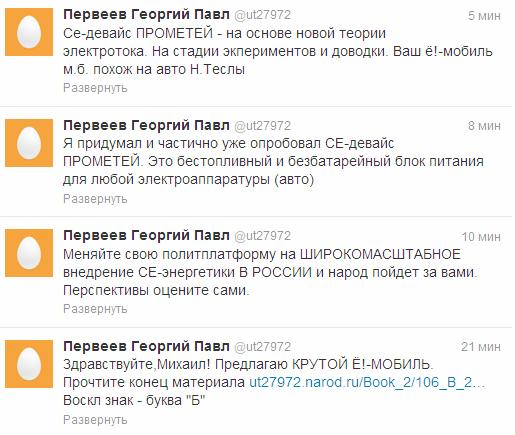 Первеев Георгий Павл @ut27972 5 мин
Се-девайс ПРОМЕТЕЙ - на основе новой теории
электротока. На стадии экпериментов и доводки. Ваш ё!-мобиль
м.б. похож на авто Н.Теслы
Развернуть
Первеев Георгий Павл @ut27972 8 мин
Я придумал и частично уже опробовал СЕ-девайс
ПРОМЕТЕЙ. Это бестопливный и безбатарейный блок питания
для любой электроаппаратуры (авто)
Развернуть
Первеев Георгий Павл @ut27972 10 мин
Меняйте свою политплатформу на ШИРОКОМАСШТАБНОЕ
внедрение СЕ-энергетики В РОССИИ и народ пойдет за вами.
Перспективы оцените сами.
Развернуть
Первеев Георгий Павл @ut27972 21 мин
Здравствуйте,Михаил! Предлагаю КРУТОЙ Ё!-МОБИЛЬ.
Прочтите конец материала ut27972.narod.ru/Book_2/106_B_2…
Воскл знак - буква "Б"
Развернуть